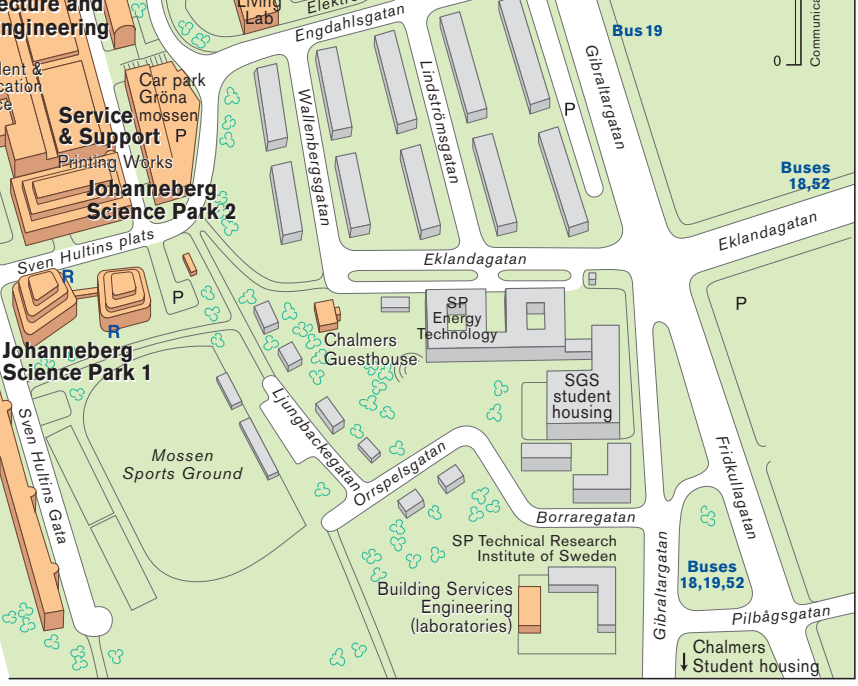 ecture and
ngineering
Living
Lab
Elektro
Engdahlsgatan
Bus 19
Communica
0
dent &
cation
ce
Car park
Gröna
mossen
P
Service
& Support
Printing Works
Johanneberg
Science Park 2
Wallenbergsgatan
Lindströmsgatan
P
Gibraltargatan
Buses
18,52
Eklandagatan
Eklandagatan
Sven Hultins plats
R
P
R
Johanneberg
Science Park 1
Chalmers
Guesthouse
SP
Energy
Technology
P
SGS
student
housing
Sven Hultins Gata
Mossen
Sports Ground
Ljungbackegatan
Orrspelsgatan
Borraregatan
Fridkullagatan
SP Technical Research
Institute of Sweden
Building Services
Engineering
(laboratories)
Gibraltargatan
Buses
18,19,52
Pilbågsgatan
Chalmers
Student housing